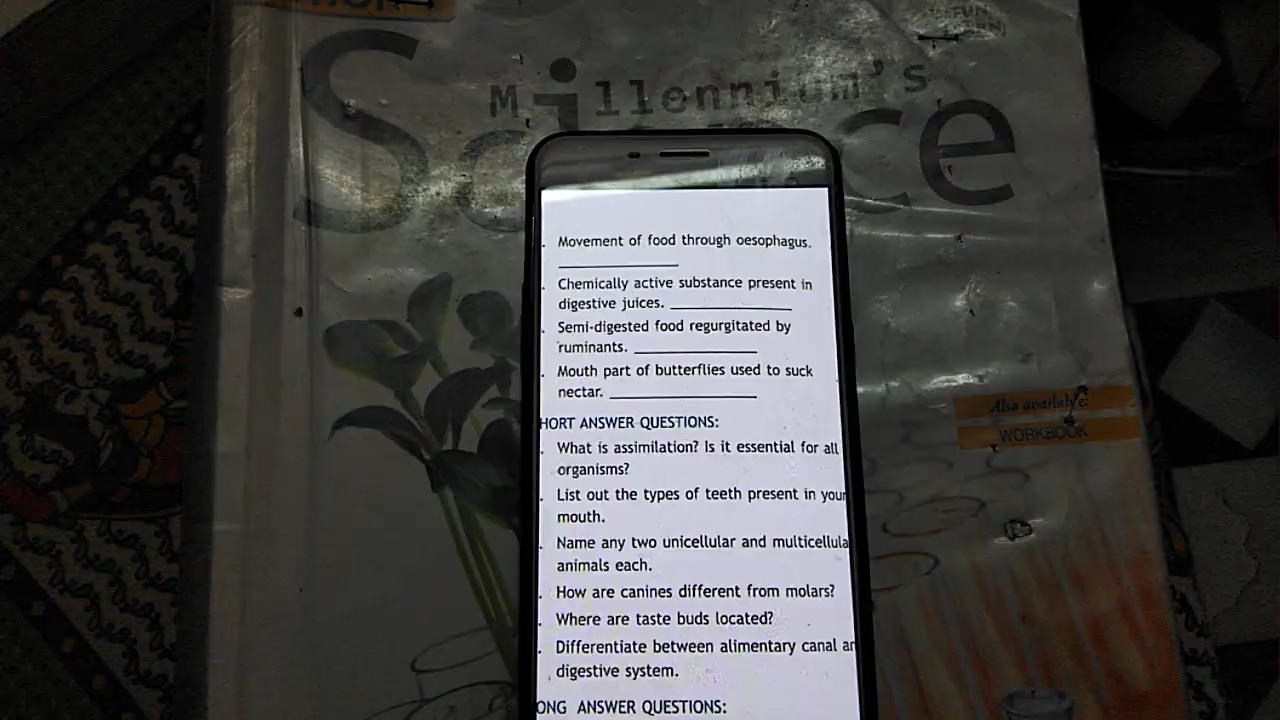 Millennium's
Science
. Movement of food through oesophagus.
. Chemically active substance present in
digestive juices.
. Semi-digested food regurgitated by
ruminants.
. Mouth part of butterflies used to suck
nectar.
HORT ANSWER QUESTIONS:
. What is assimilation? Is it essential for all
organisms?
. List out the types of teeth present in your
mouth.
. Name any two unicellular and multicellula
animals each.
. How are canines different from molars?
. Where are taste buds located?
. Differentiate between alimentary canal an
digestive system.
ONG ANSWER QUESTIONS:
Also available:
WORKBOOK